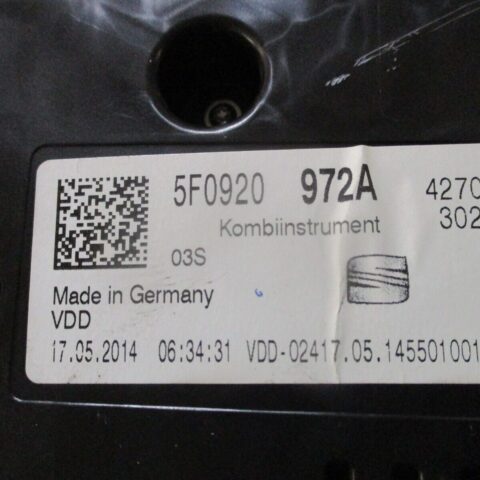 5F0920 972A 4270
Kombiinstrument 302
03S
Made in Germany
VDD
17.05.2014 06:34:31 VDD-02417.05.145501001